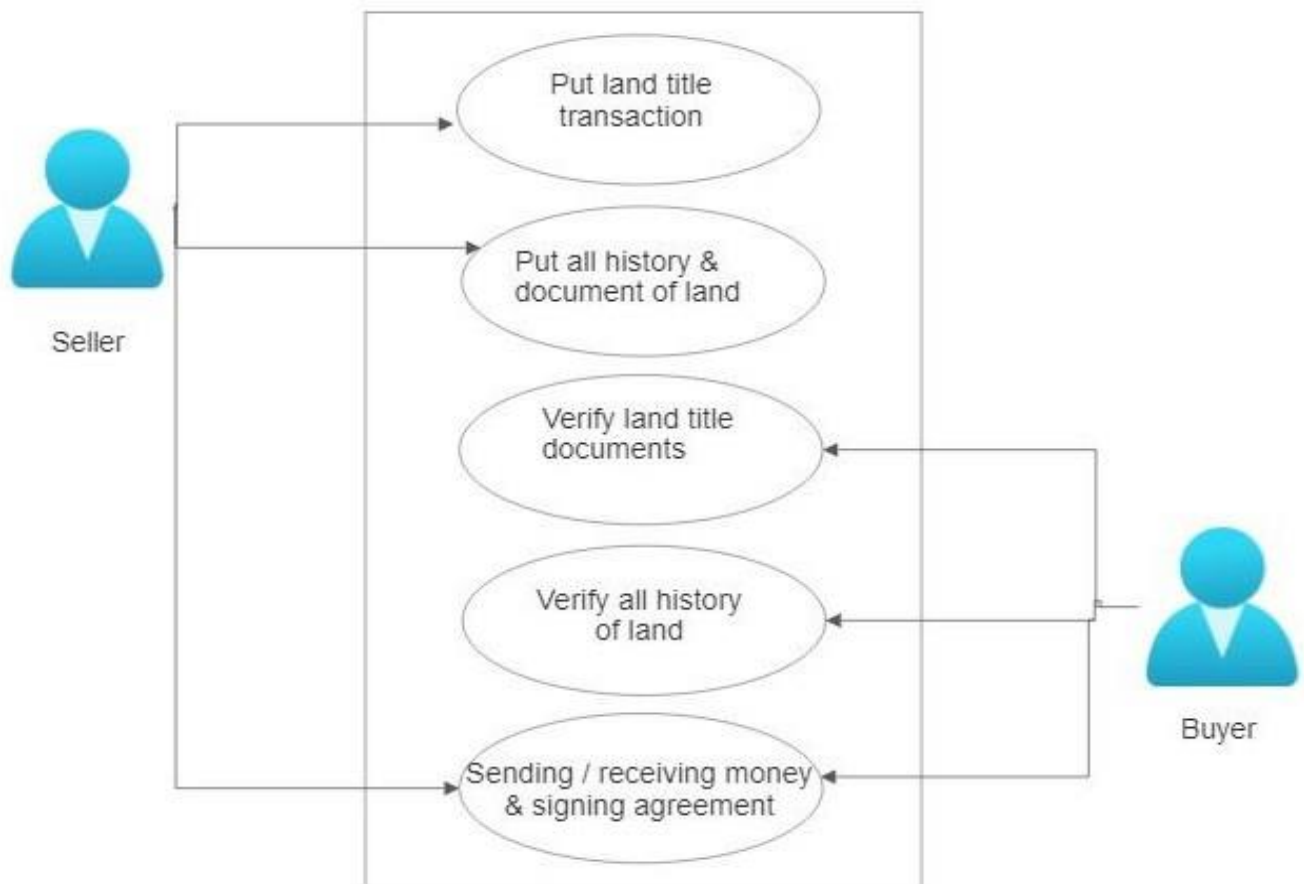 Put land title
transaction
Seller
Put all history &
document of land
Verify land title
documents
Verify all history
of land
Buyer
Sending / receiving money
& signing agreement